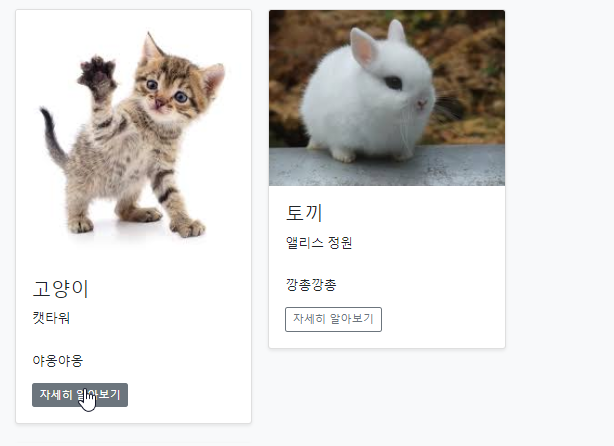 고양이
캣타워
야옹야옹
자세히 알아보기
토끼
앨리스 정원
깡총깡총
자세히 알아보기